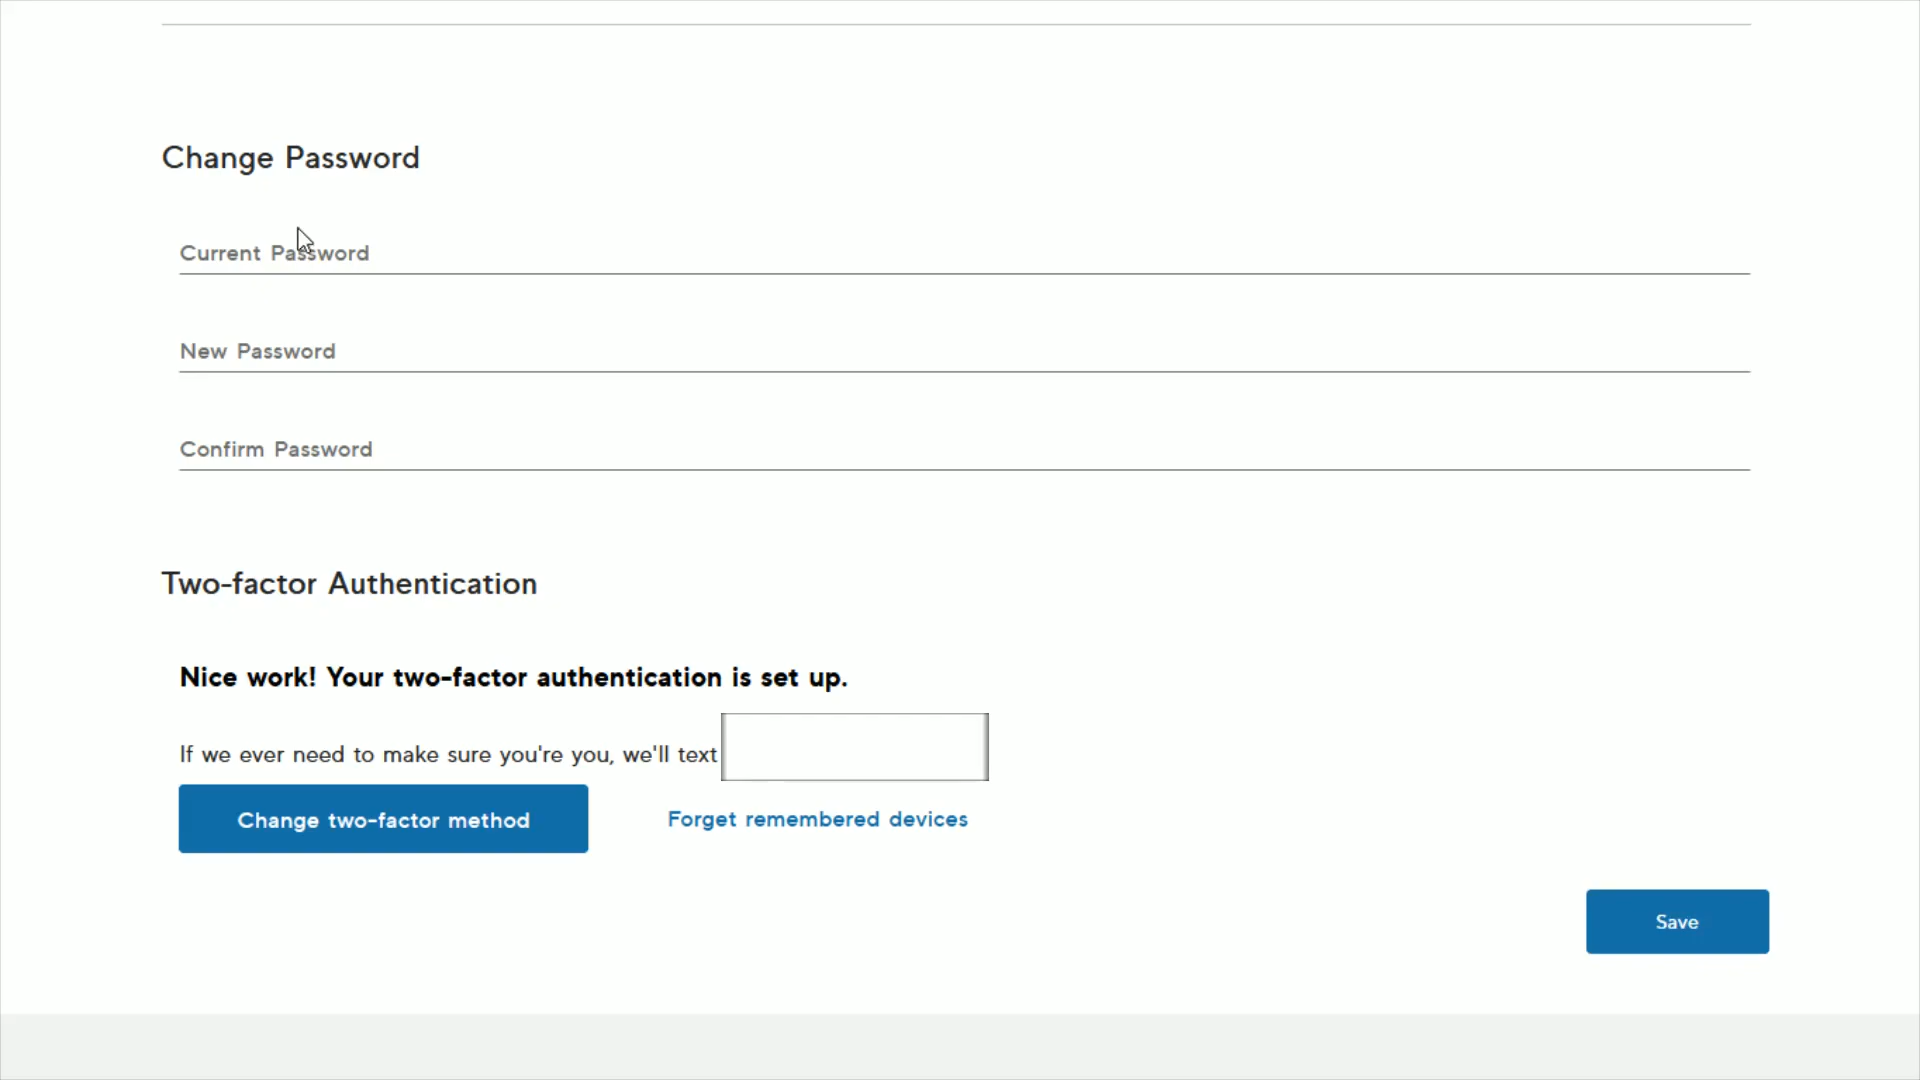 Change Password
Current Password
New Password
Confirm Password
Two-factor Authentication
Nice work! Your two-factor authentication is set up.
If we ever need to make sure you're you, we'll text
Change two-factor method
Forget remembered devices
Save